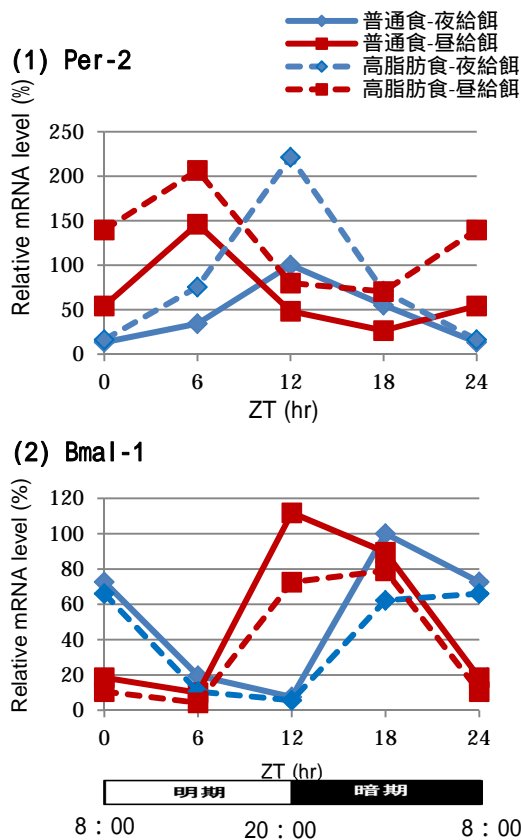 普通食-夜給餌
普通食-昼給餌
高脂肪食-夜給餌
高脂肪食-昼給餌
(1) Per-2
Relative mRNA level (%)
250
200
150
100
50
0
0 6 12 18 24
ZT (hr)
(2) Bmal-1
Relative mRNA level (%)
120
100
80
60
40
20
0
0 6 12 18 24
ZT (hr)
明期 暗期
8：00 20：00 8：00